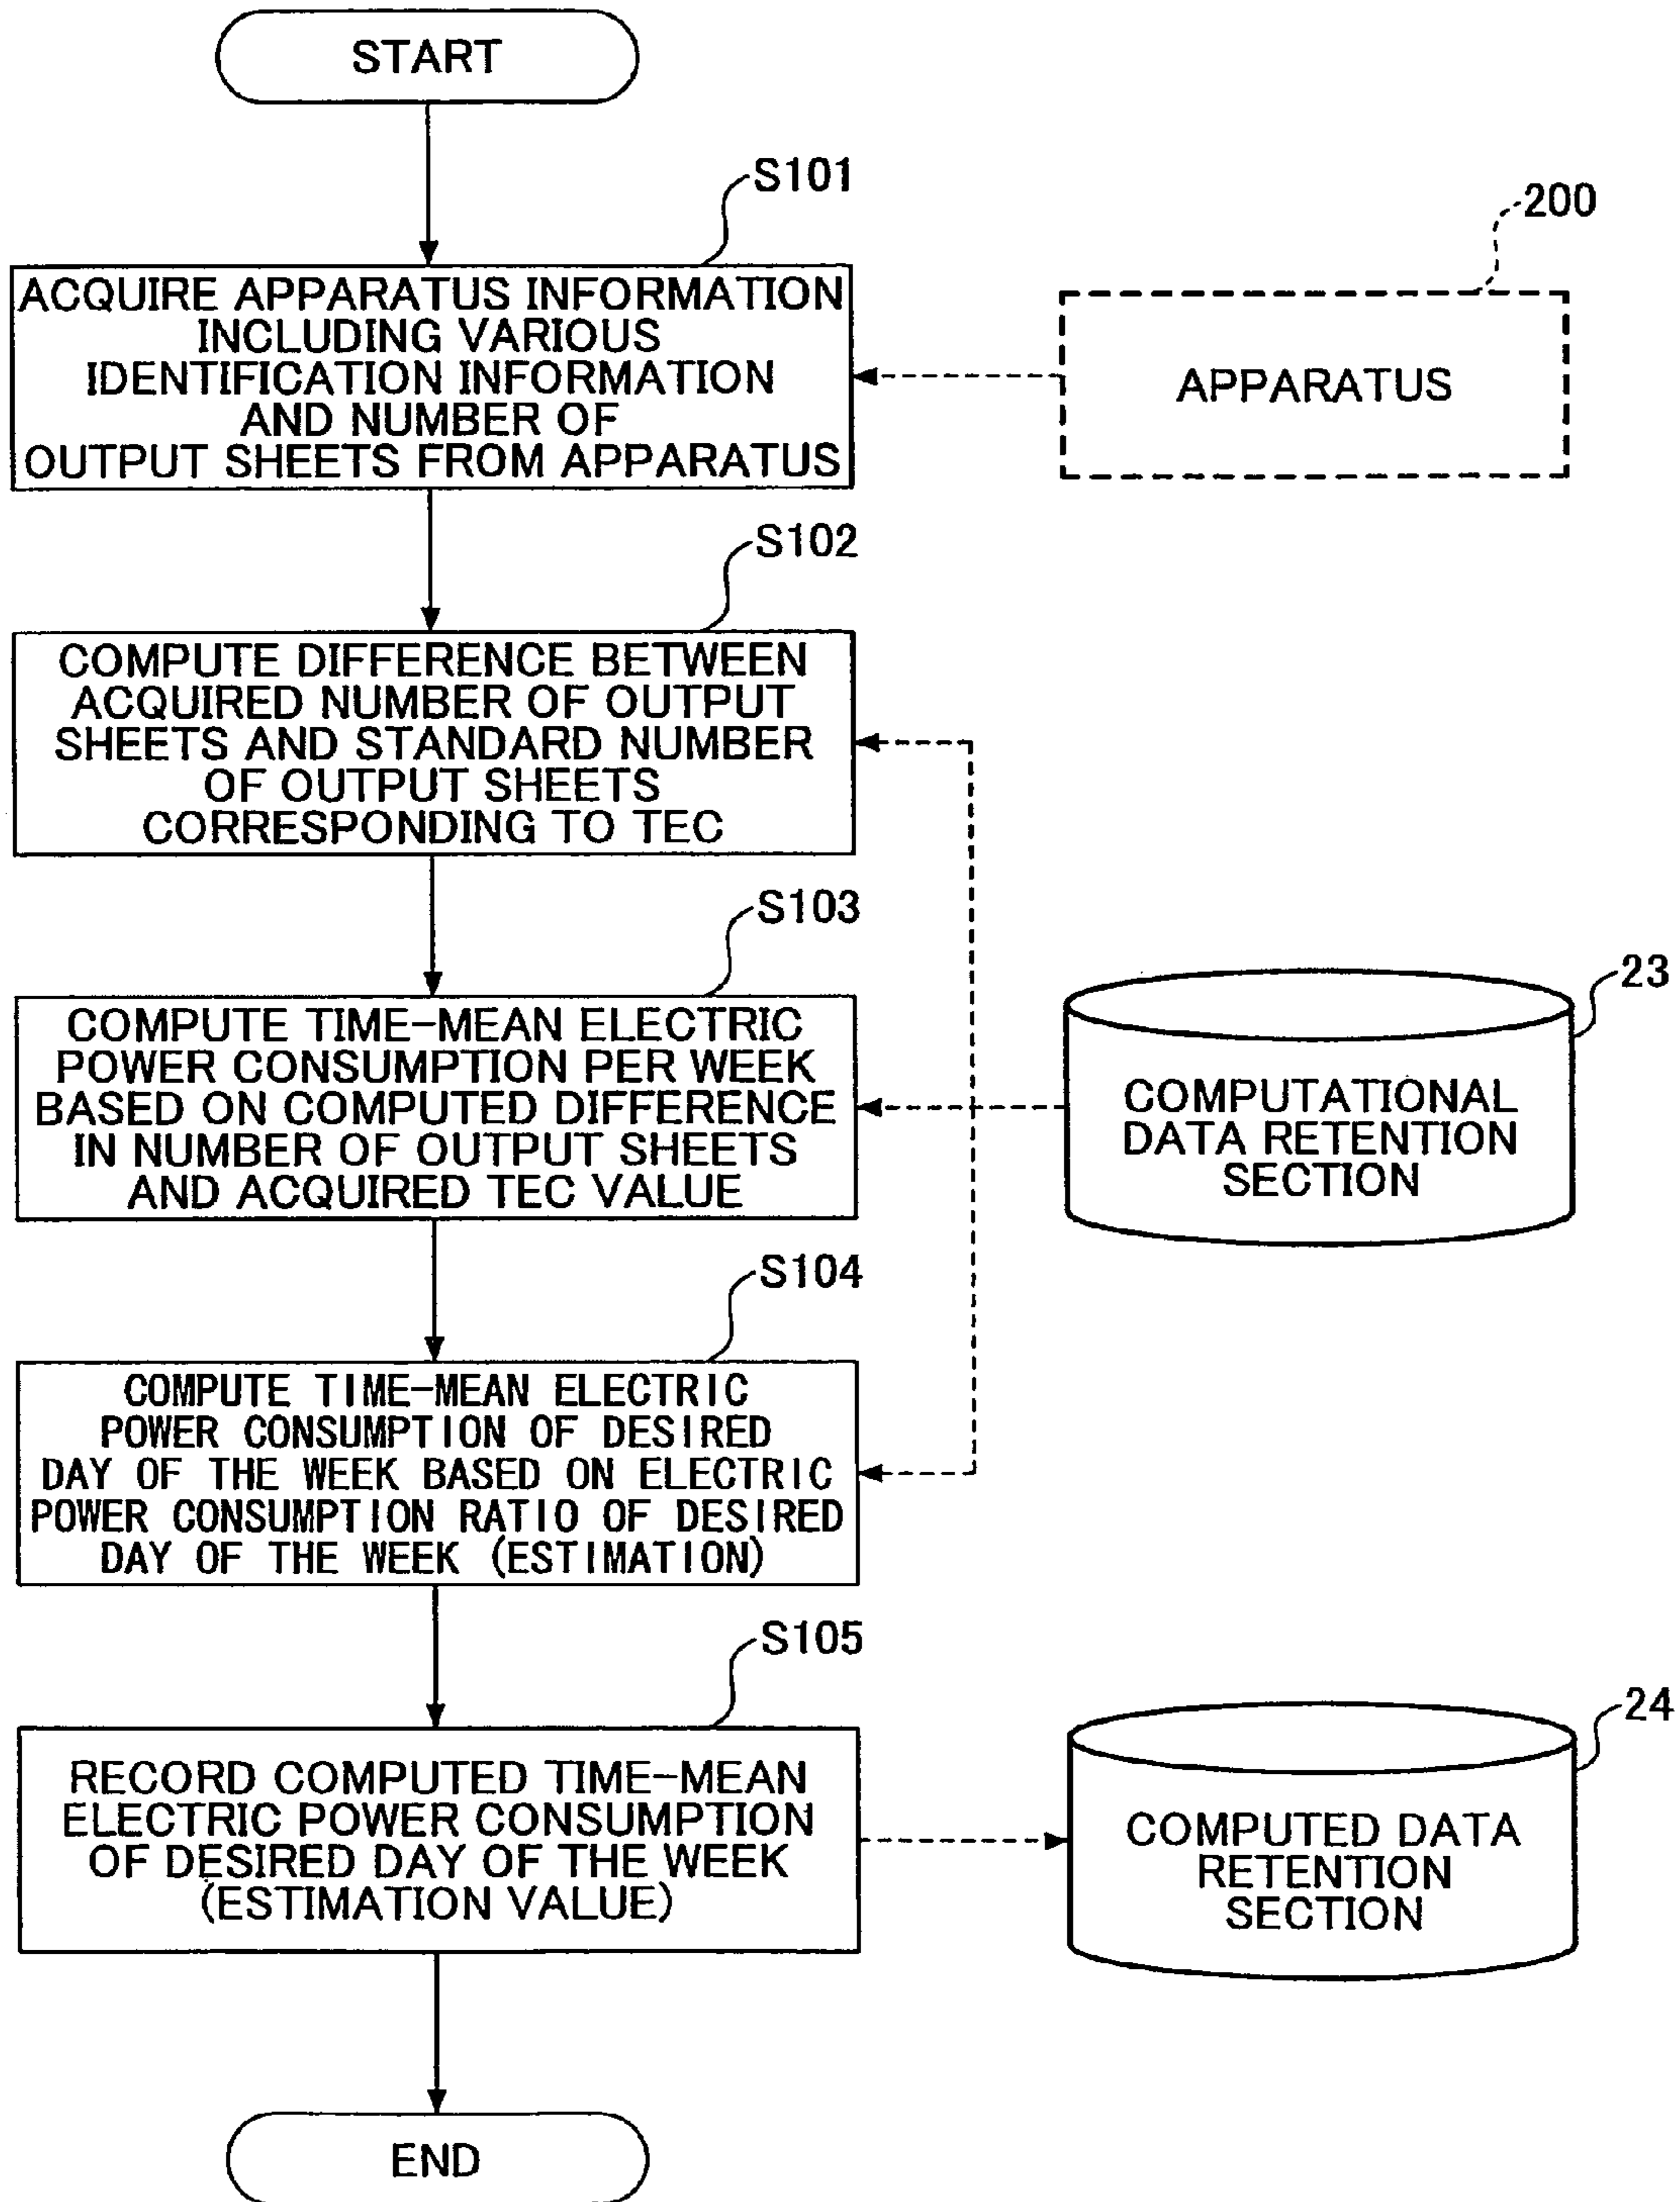 START
S101
ACQUIRE APPARATUS INFORMATION
INCLUDING VARIOUS
IDENTIFICATION INFORMATION
AND NUMBER OF
OUTPUT SHEETS FROM APPARATUS
200
APPARATUS
S102
COMPUTE DIFFERENCE BETWEEN
ACQUIRED NUMBER OF OUTPUT
SHEETS AND STANDARD NUMBER
OF OUTPUT SHEETS
CORRESPONDING TO TEC
S103
COMPUTE TIME-MEAN ELECTRIC
POWER CONSUMPTION PER WEEK
BASED ON COMPUTED DIFFERENCE
IN NUMBER OF OUTPUT SHEETS
AND ACQUIRED TEC VALUE
23
COMPUTATIONAL
DATA RETENTION
SECTION
S104
COMPUTE TIME-MEAN ELECTRIC
POWER CONSUMPTION OF DESIRED
DAY OF THE WEEK BASED ON ELECTRIC
POWER CONSUMPTION RATIO OF DESIRED
DAY OF THE WEEK (ESTIMATION)
S105
RECORD COMPUTED TIME-MEAN
ELECTRIC POWER CONSUMPTION
OF DESIRED DAY OF THE WEEK
(ESTIMATION VALUE)
24
COMPUTED DATA
RETENTION
SECTION
END